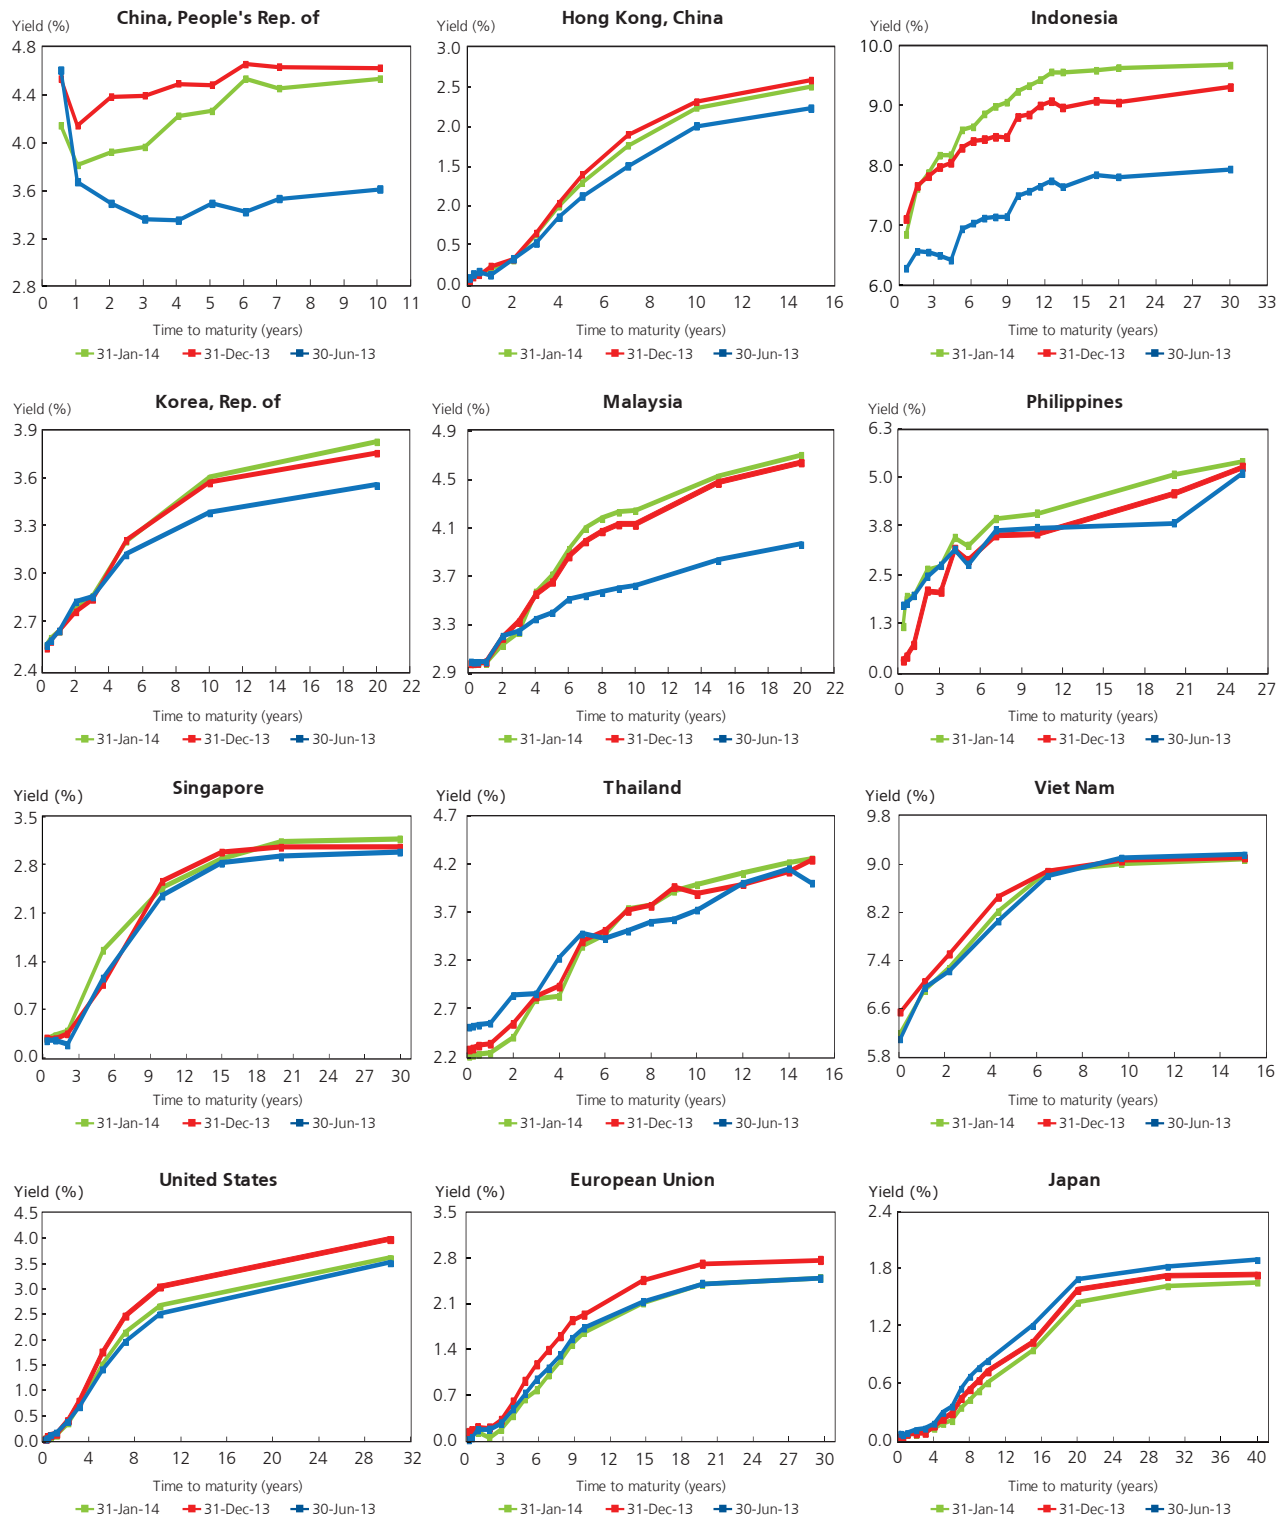 China, People's Rep. of
Yield (%)
4.8
4.4
4.0
3.6
3.2
2.8
0 1 2 3 4 5 6 7 8 9 10 11
Time to maturity (years)
31-Jan-14 31-Dec-13 30-Jun-13
Hong Kong, China
Yield (%)
3.0
2.5
2.0
1.5
2.0
0.5
0.0
0 2 4 6 8 10 12 14 16
Time to maturity (years)
31-Jan-14 31-Dec-13 30-Jun-13
Indonesia
Yield (%)
10.0
9.0
8.0
7.0
6.0
0 3 6 9 12 15 18 21 24 27 30 33
Time to maturity (years)
31-Jan-14 31-Dec-13 30-Jun-13
Korea, Rep. of
Yield (%)
3.9
3.6
3.3
3.0
2.7
2.4
0 2 4 6 8 10 12 14 16 18 20 22
Time to maturity (years)
31-Jan-14 31-Dec-13 30-Jun-13
Malaysia
Yield (%)
4.9
4.5
4.1
3.7
3.3
2.9
0 2 4 6 8 10 12 14 16 18 20 22
Time to maturity (years)
31-Jan-14 31-Dec-13 30-Jun-13
Philippines
Yield (%)
6.3
5.0
3.8
2.5
1.3
0.0
0 3 6 9 12 15 18 21 24 27
Time to maturity (years)
31-Jan-14 31-Dec-13 30-Jun-13
Singapore
Yield (%)
3.5
2.8
2.1
1.4
0.7
0.0
0 3 6 9 12 15 18 21 24 27 30
Time to maturity (years)
31-Jan-14 31-Dec-13 30-Jun-13
Thailand
Yield (%)
4.7
4.2
3.7
3.2
2.7
2.2
0 2 4 6 8 10 12 14 16
Time to maturity (years)
31-Jan-14 31-Dec-13 30-Jun-13
Viet Nam
Yield (%)
9.8
9.0
8.2
7.4
6.6
5.8
0 2 4 6 8 10 12 14 16
Time to maturity (years)
31-Jan-14 31-Dec-13 30-Jun-13
United States
Yield (%)
4.5
4.0
3.5
3.0
2.5
2.0
1.5
1.0
0.5
0.0
0 4 8 12 16 20 24 28 32
Time to maturity (years)
31-Jan-14 31-Dec-13 30-Jun-13
European Union
Yield (%)
3.5
2.8
2.1
1.4
0.7
0.0
0 3 6 9 12 15 18 21 24 27 30
Time to maturity (years)
31-Jan-14 31-Dec-13 30-Jun-13
Japan
Yield (%)
2.4
1.8
1.2
0.6
0.0
0 4 8 12 16 20 24 28 32 36 40
Time to maturity (years)
31-Jan-14 31-Dec-13 30-Jun-13